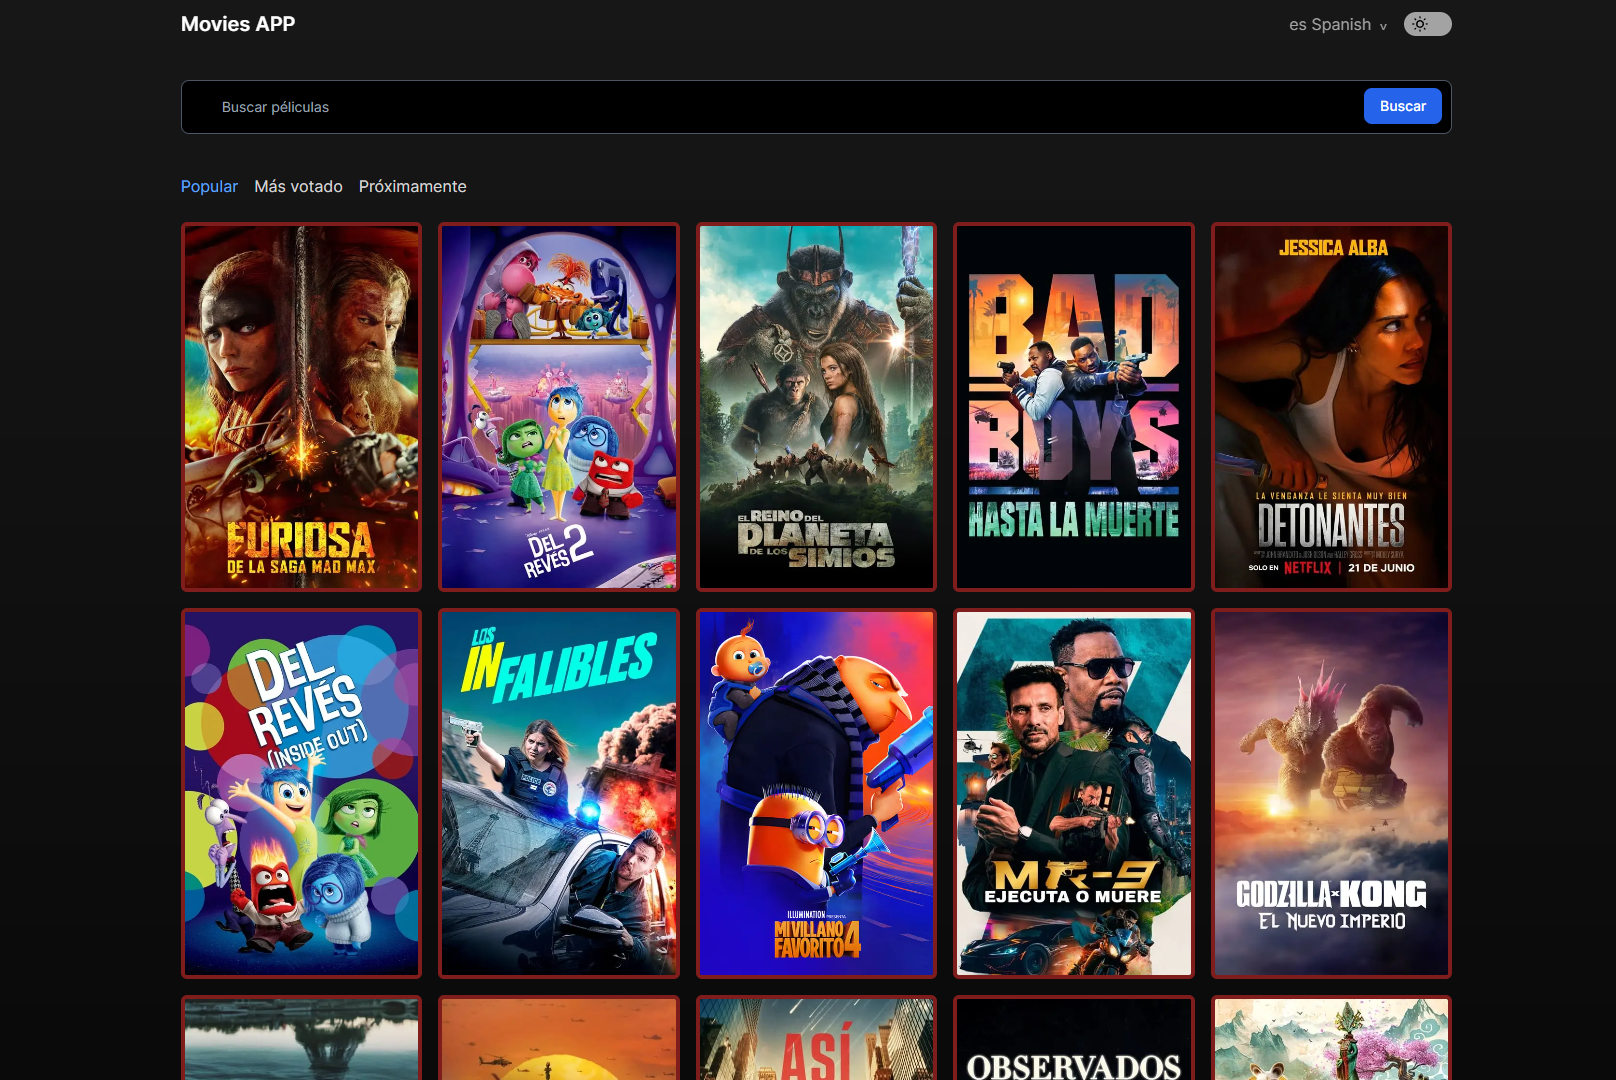 Movies APP
es Spanish v
Buscar péliculas
Buscar
Popular
Más votado
Próximamente
FURIOSA
DE LA SAGA MAD MAX
DEL
REVÉS 2
EL REINO DEL
PLANETA
DE LOS SIMIOS
BAD
BOYS
HASTA LA MUERTE
JESSICA ALBA
LA VENGANZA LE SIENTA MUY BIEN
DETONANTES
SOLO EN NETFLIX | 21 DE JUNIO
DEL
REVÉS
(INSIDE OUT)
LOS
INFALIBLES
POLICE
ILLUMINATION PRESENTA
MI VILLANO
FAVORITO 4
MR-9
EJECUTA O MUERE
GODZILLA x KONG
EL NUEVO IMPERIO
ASÍ
OBSERVADOS